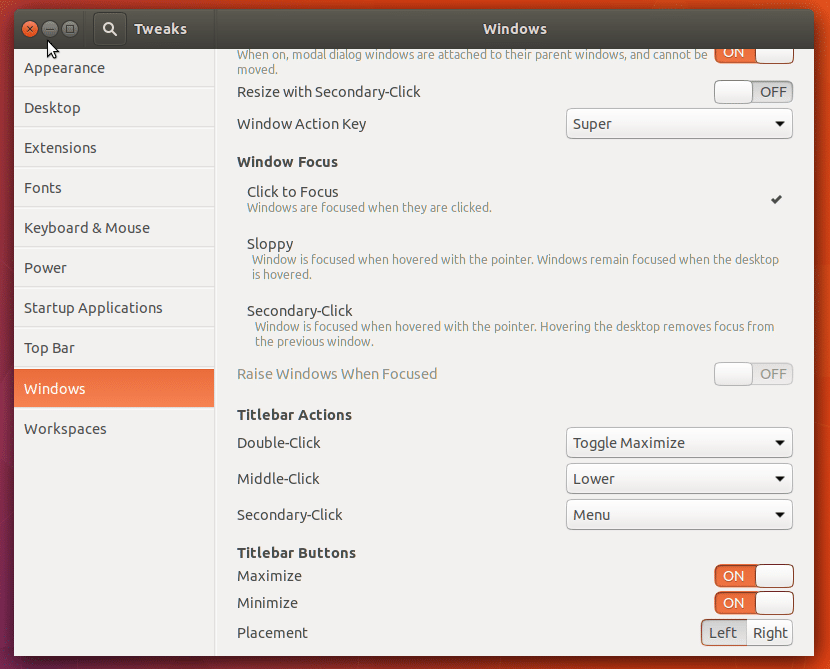 Tweaks
Windows
Appearance
Desktop
Extensions
Fonts
Keyboard & Mouse
Power
Startup Applications
Top Bar
Windows
Workspaces
When on, modal dialog windows are attached to their parent windows, and cannot be
moved.
ON
Resize with Secondary-Click OFF
Window Action Key Super
Window Focus
Click to Focus
Windows are focused when they are clicked.
Sloppy
Window is focused when hovered with the pointer. Windows remain focused when the desktop
is hovered.
Secondary-Click
Window is focused when hovered with the pointer. Hovering the desktop removes focus from
the previous window.
Raise Windows When Focused OFF
Titlebar Actions
Double-Click Toggle Maximize
Middle-Click Lower
Secondary-Click Menu
Titlebar Buttons
Maximize ON
Minimize ON
Placement Left Right